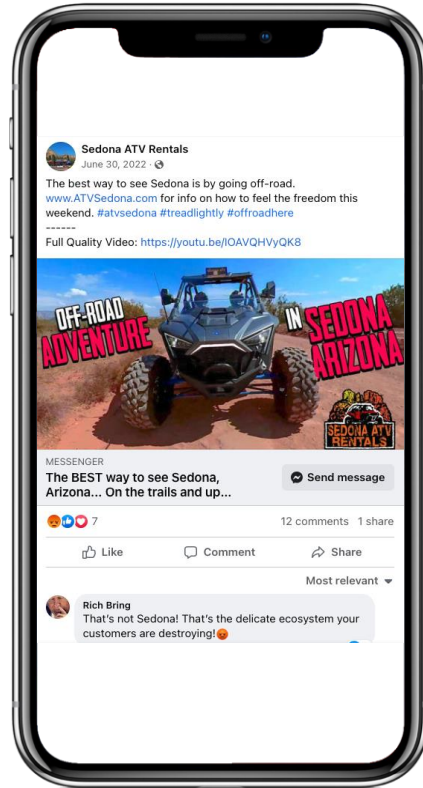 Sedona ATV Rentals
June 30, 2022 ·
The best way to see Sedona is by going off-road.
www.ATVSedona.com for info on how to feel the freedom this
weekend. #atvsedona #treadlightly #offroadhere
------
Full Quality Video: https://youtu.be/IOAVQHVyQK8
OFF-ROAD
ADVENTURE
IN SEDONA
ARIZONA
SEDONA ATV
RENTALS
MESSENGER
The BEST way to see Sedona,
Arizona... On the trails and up...
Send message
7
12 comments 1 share
Like Comment Share
Most relevant
Rich Bring
That's not Sedona! That's the delicate ecosystem your
customers are destroying!😡